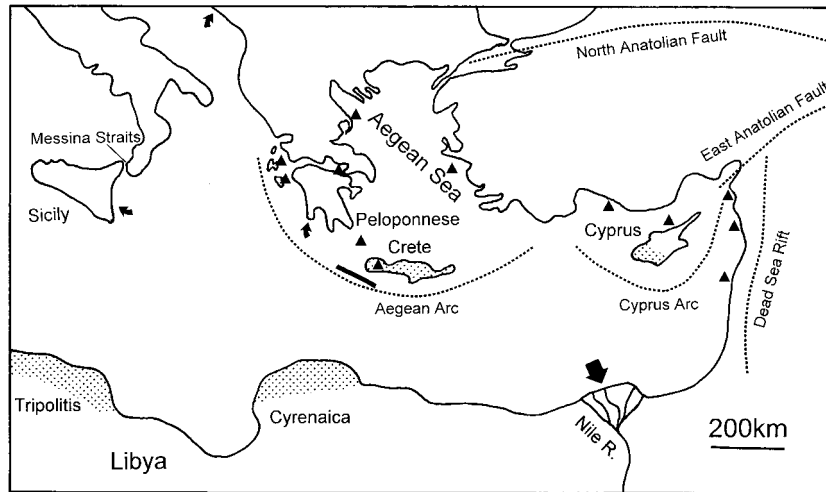 North Anatolian Fault
Messina Straits
Aegean Sea
East Anatolian Fault
Sicily
Peloponnese
Cyprus
Crete
Aegean Arc
Cyprus Arc
Dead Sea Rift
Tripolitis
Cyrenaica
Nile R.
200km
Libya